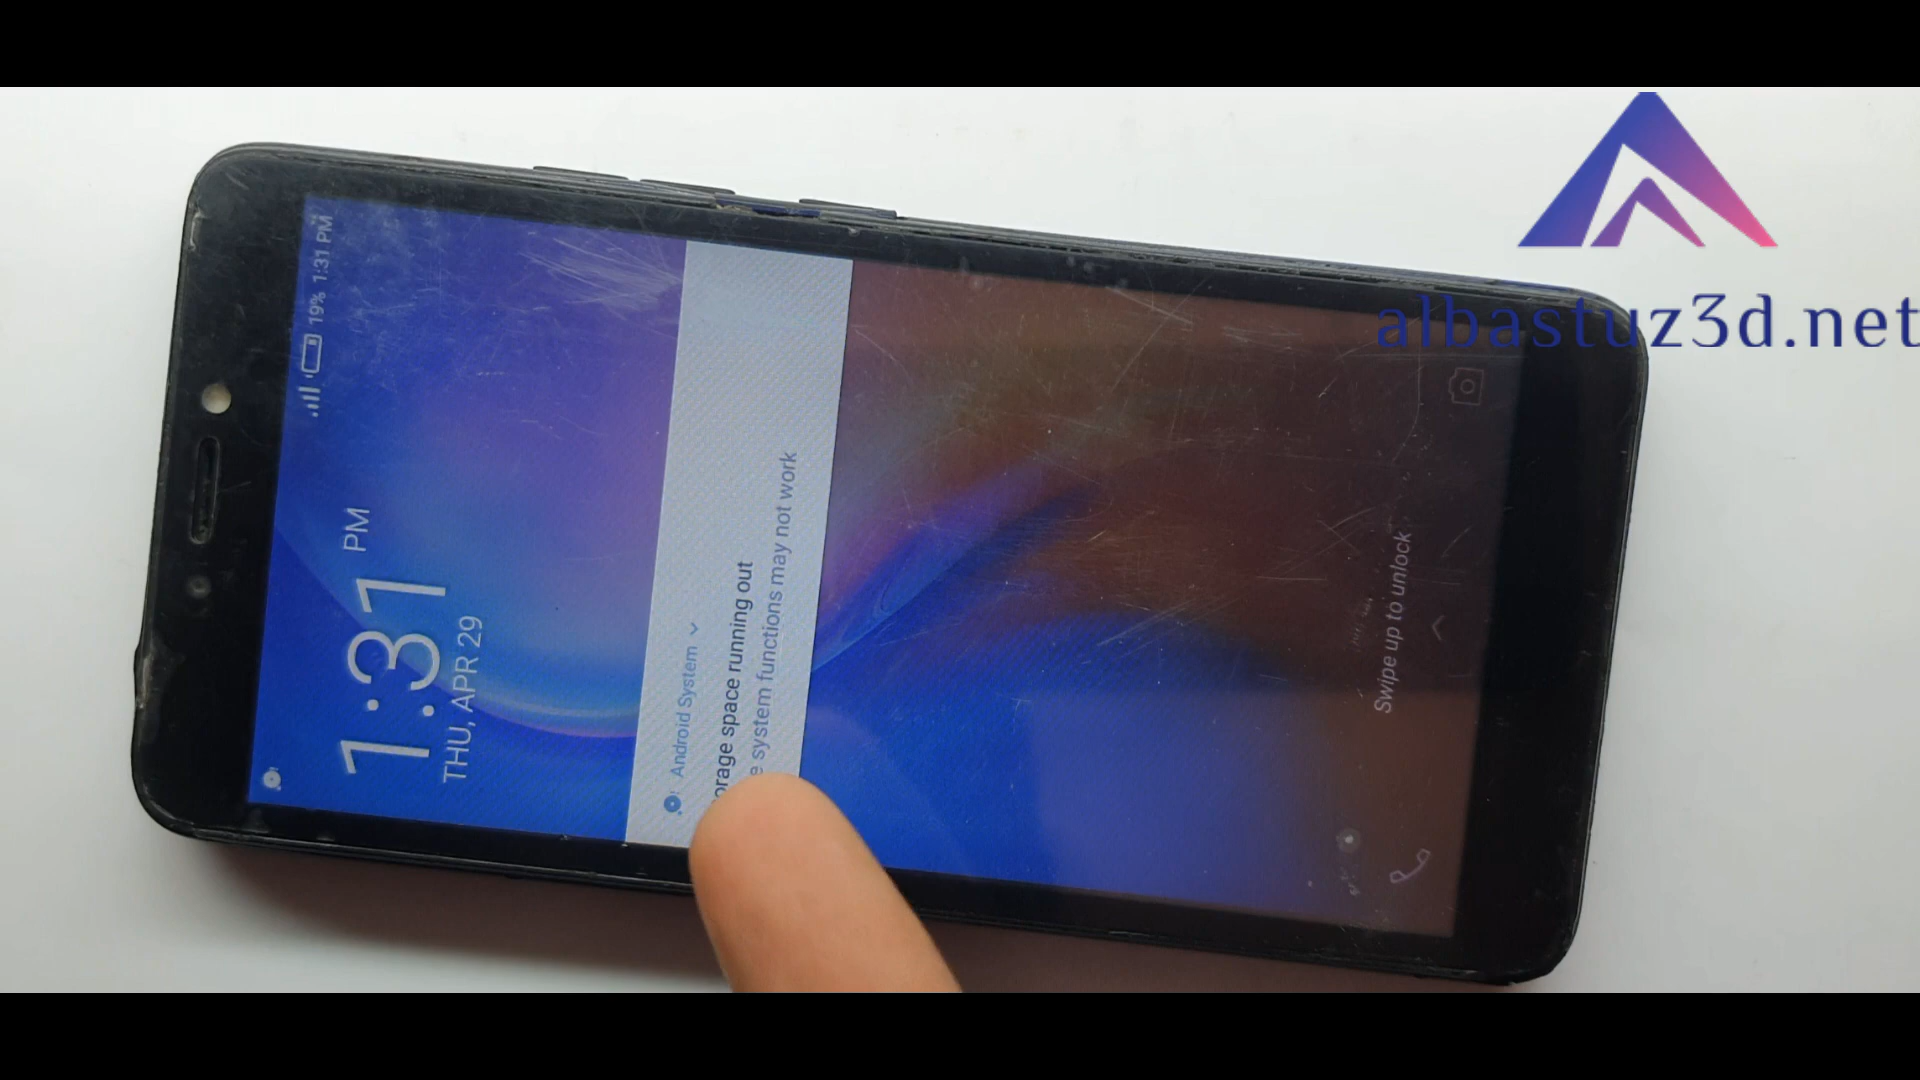 19% 1:31 PM
1:31 PM
THU, APR 29
Android System
orage space running out
e system functions may not work
Swipe up to unlock
albastuz3d.net